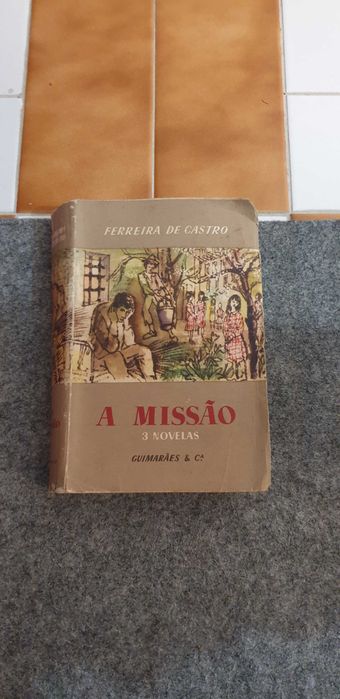 FERREIRA DE CASTRO
A MISSÃO
3 NOVELAS
GUIMARÃES & Cª